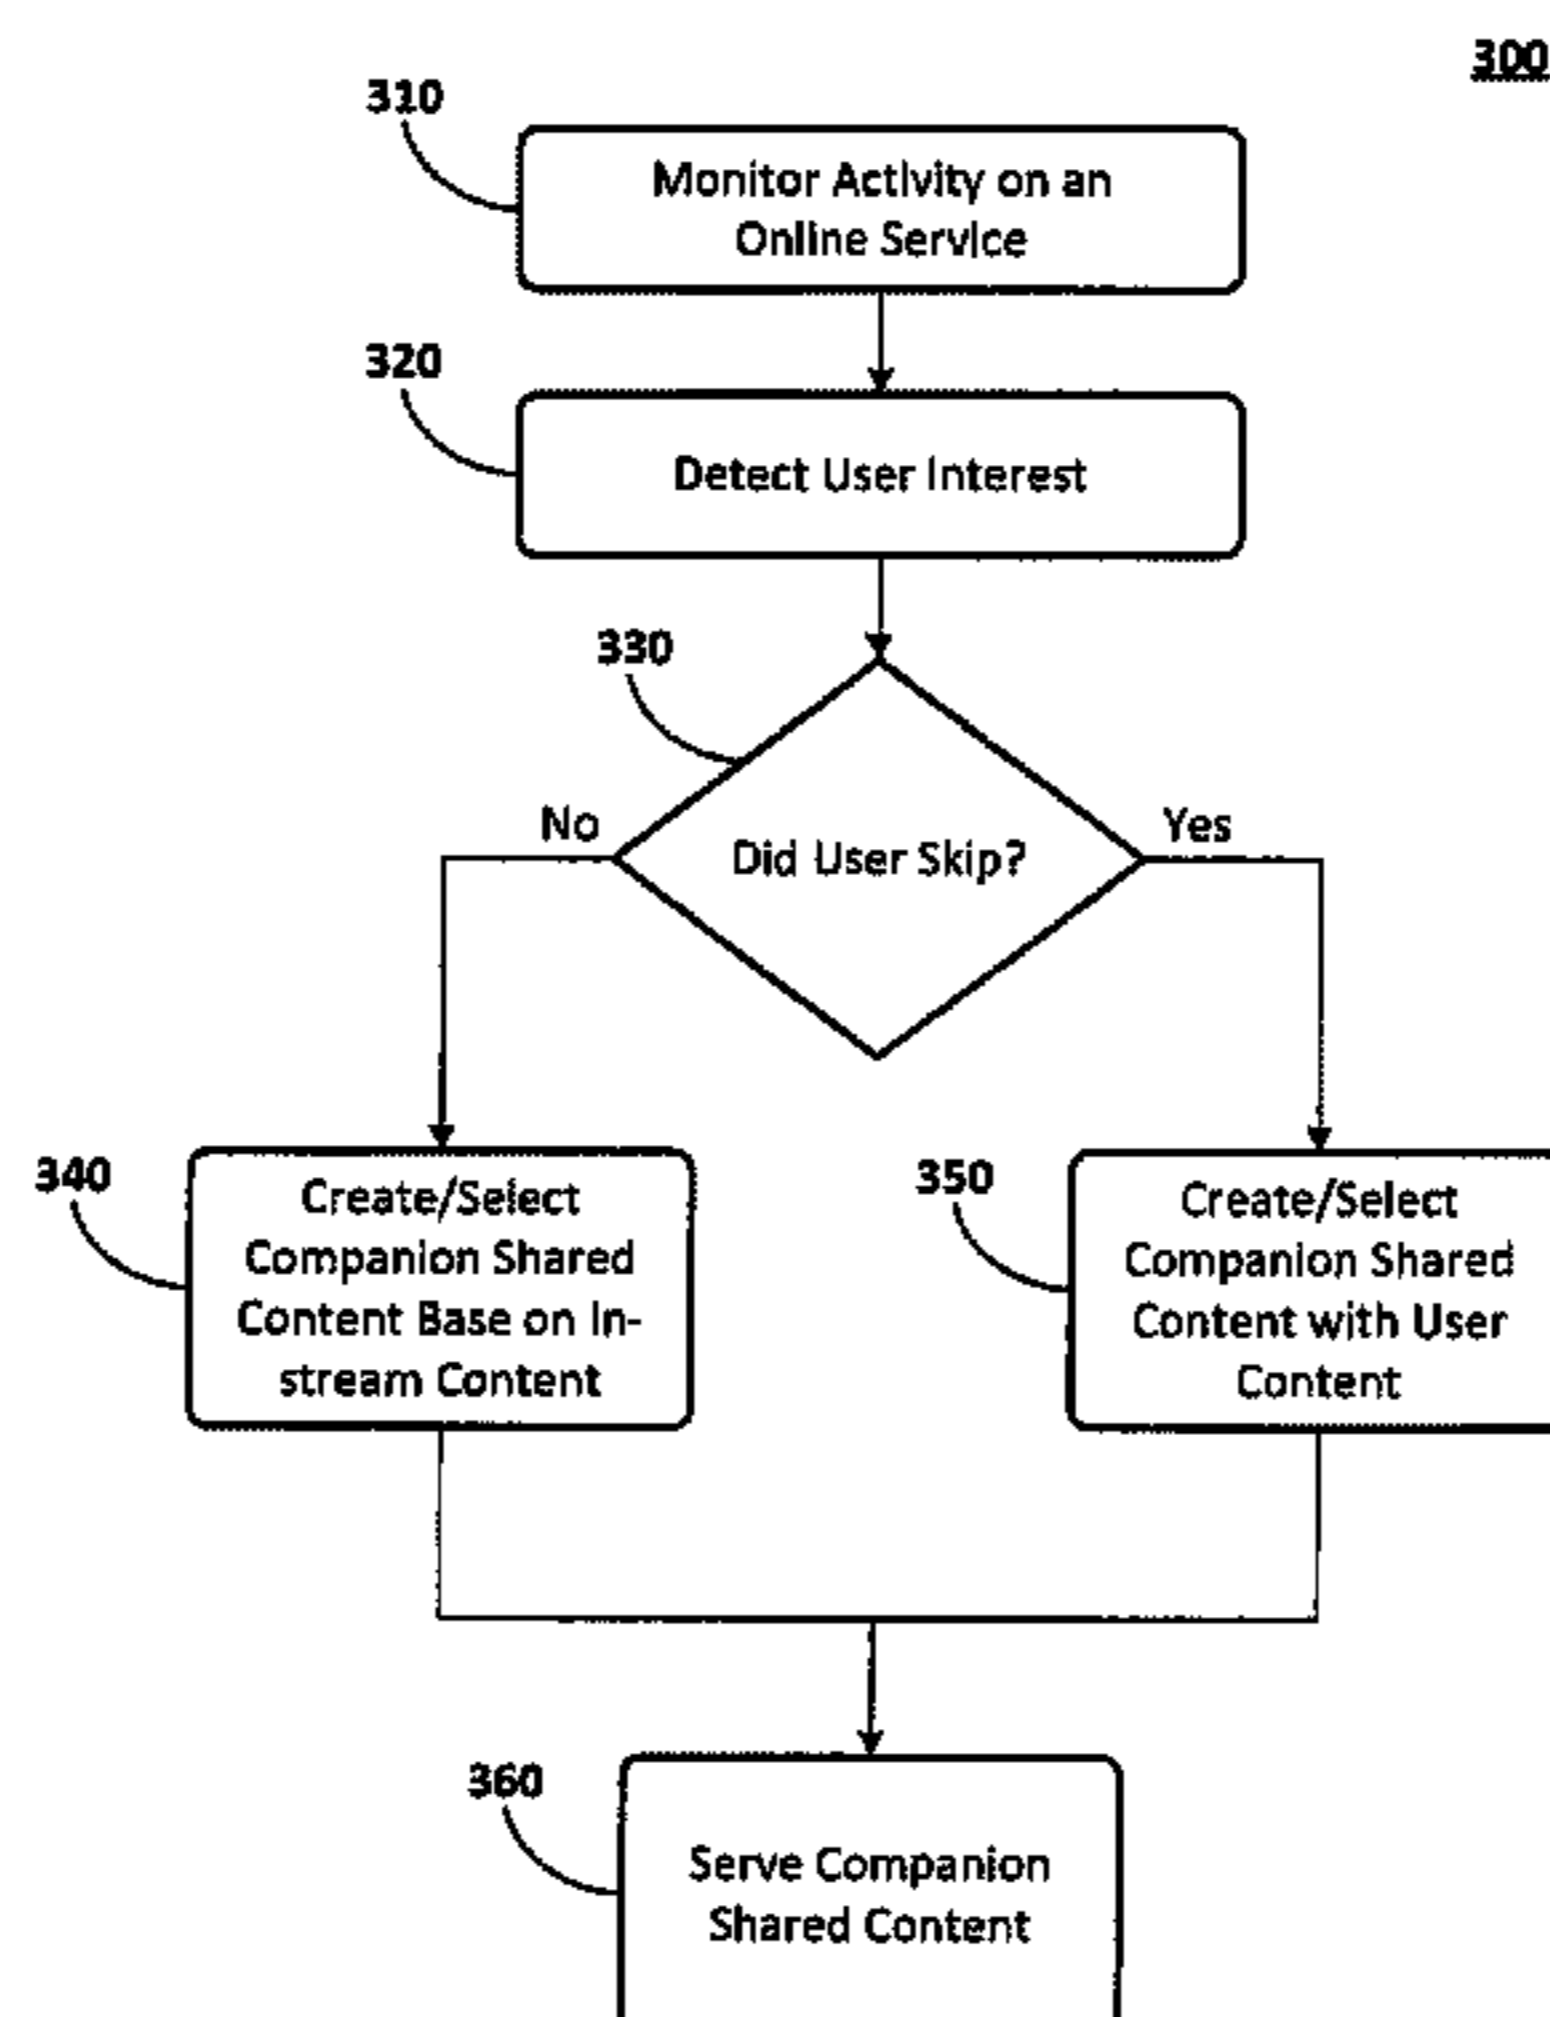 300
310
Monitor Activity on an
Online Service
320
Detect User Interest
330
No
Yes
Did User Skip?
340
Create/Select
Companion Shared
Content Base on In-
stream Content
350
Create/Select
Companion Shared
Content with User
Content
360
Serve Companion
Shared Content